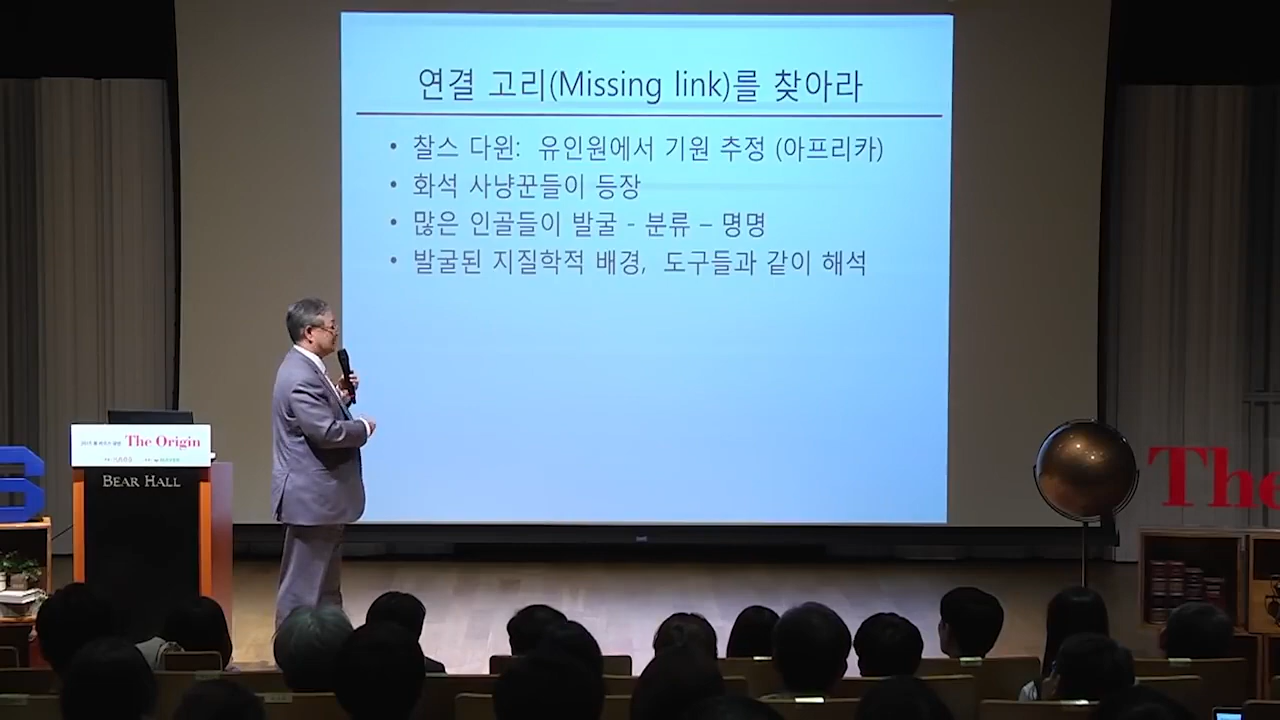 연결 고리(Missing link)를 찾아라
• 찰스 다윈: 유인원에서 기원 추정 (아프리카)
• 화석 사냥꾼들이 등장
• 많은 인골들이 발굴 - 분류 – 명명
• 발굴된 지질학적 배경, 도구들과 같이 해석
The Origin
BEAR HALL
The